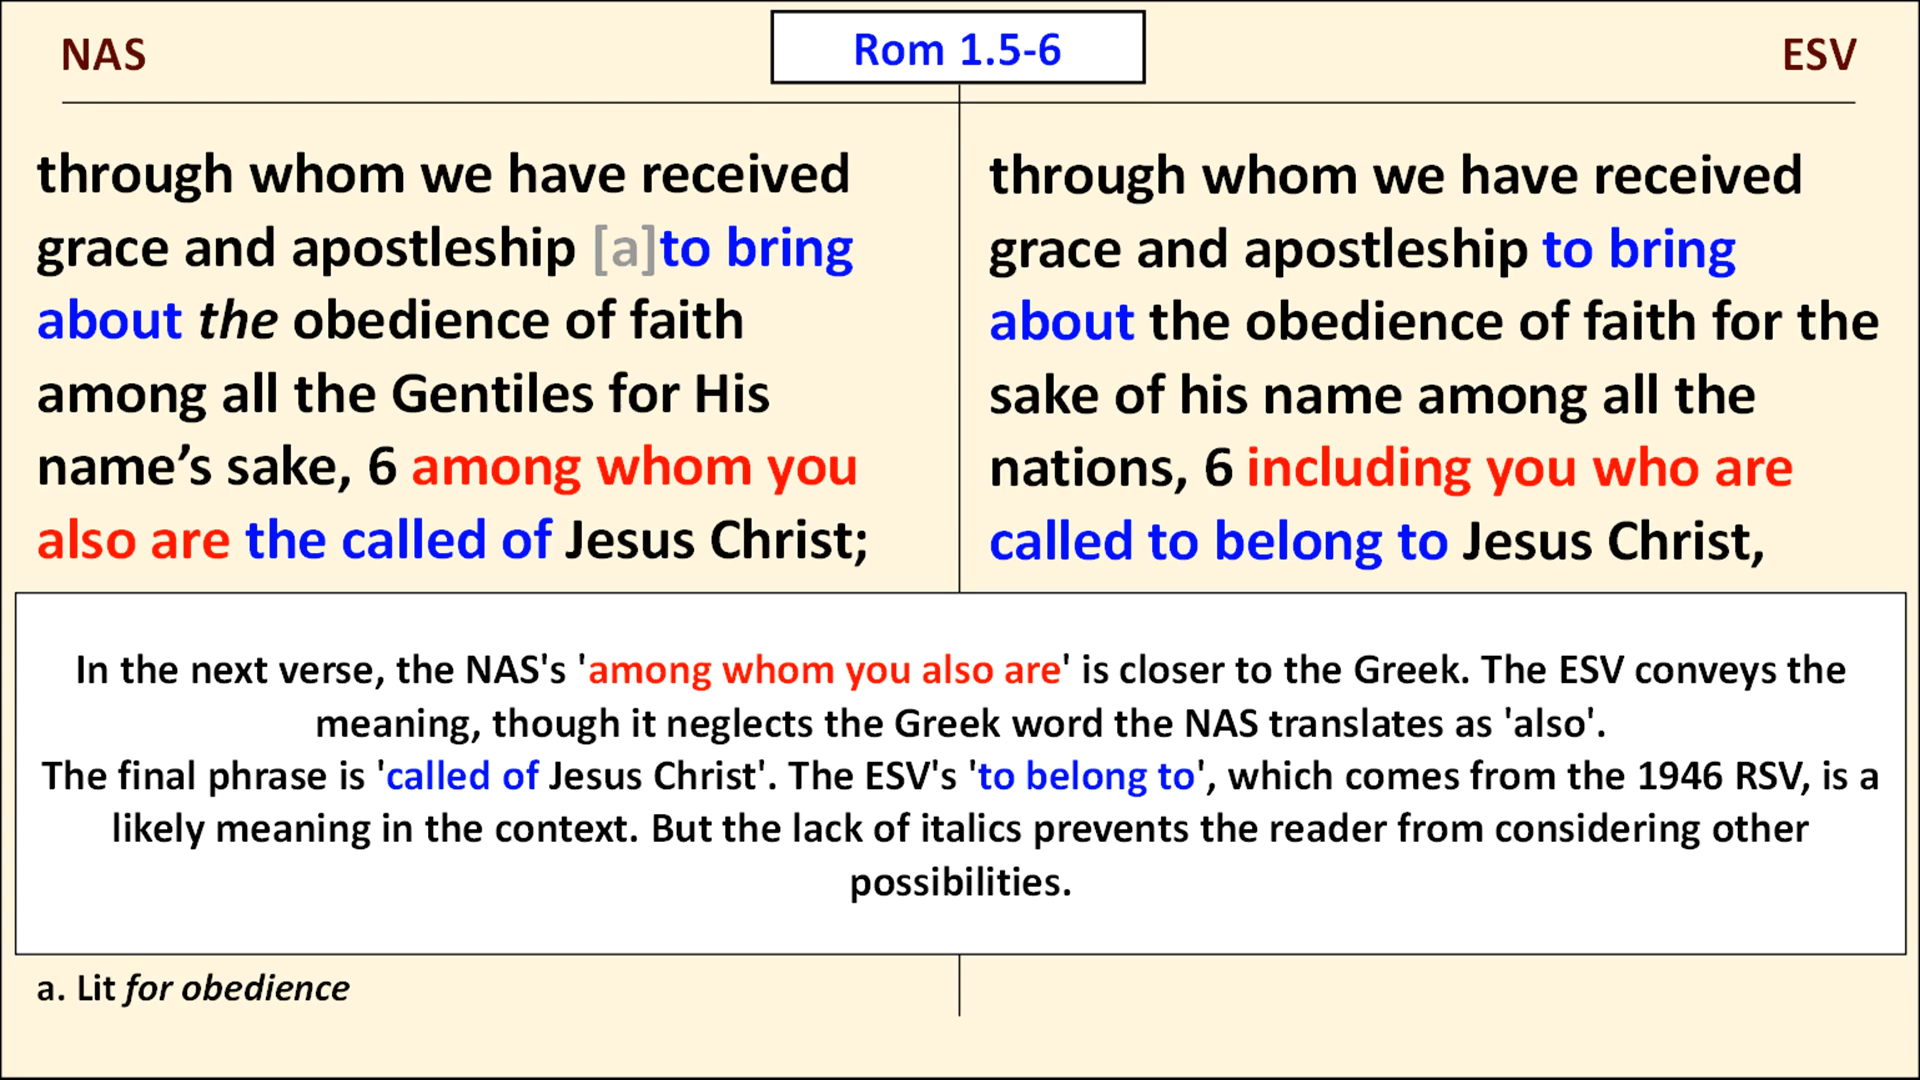 NAS
Rom 1.5-6
ESV
through whom we have received
grace and apostleship [a]to bring
about the obedience of faith
among all the Gentiles for His
name’s sake, 6 among whom you
also are the called of Jesus Christ;
through whom we have received
grace and apostleship to bring
about the obedience of faith for the
sake of his name among all the
nations, 6 including you who are
called to belong to Jesus Christ,
In the next verse, the NAS's 'among whom you also are' is closer to the Greek. The ESV conveys the
meaning, though it neglects the Greek word the NAS translates as 'also'.
The final phrase is 'called of Jesus Christ'. The ESV's 'to belong to', which comes from the 1946 RSV, is a
likely meaning in the context. But the lack of italics prevents the reader from considering other
possibilities.
a. Lit for obedience